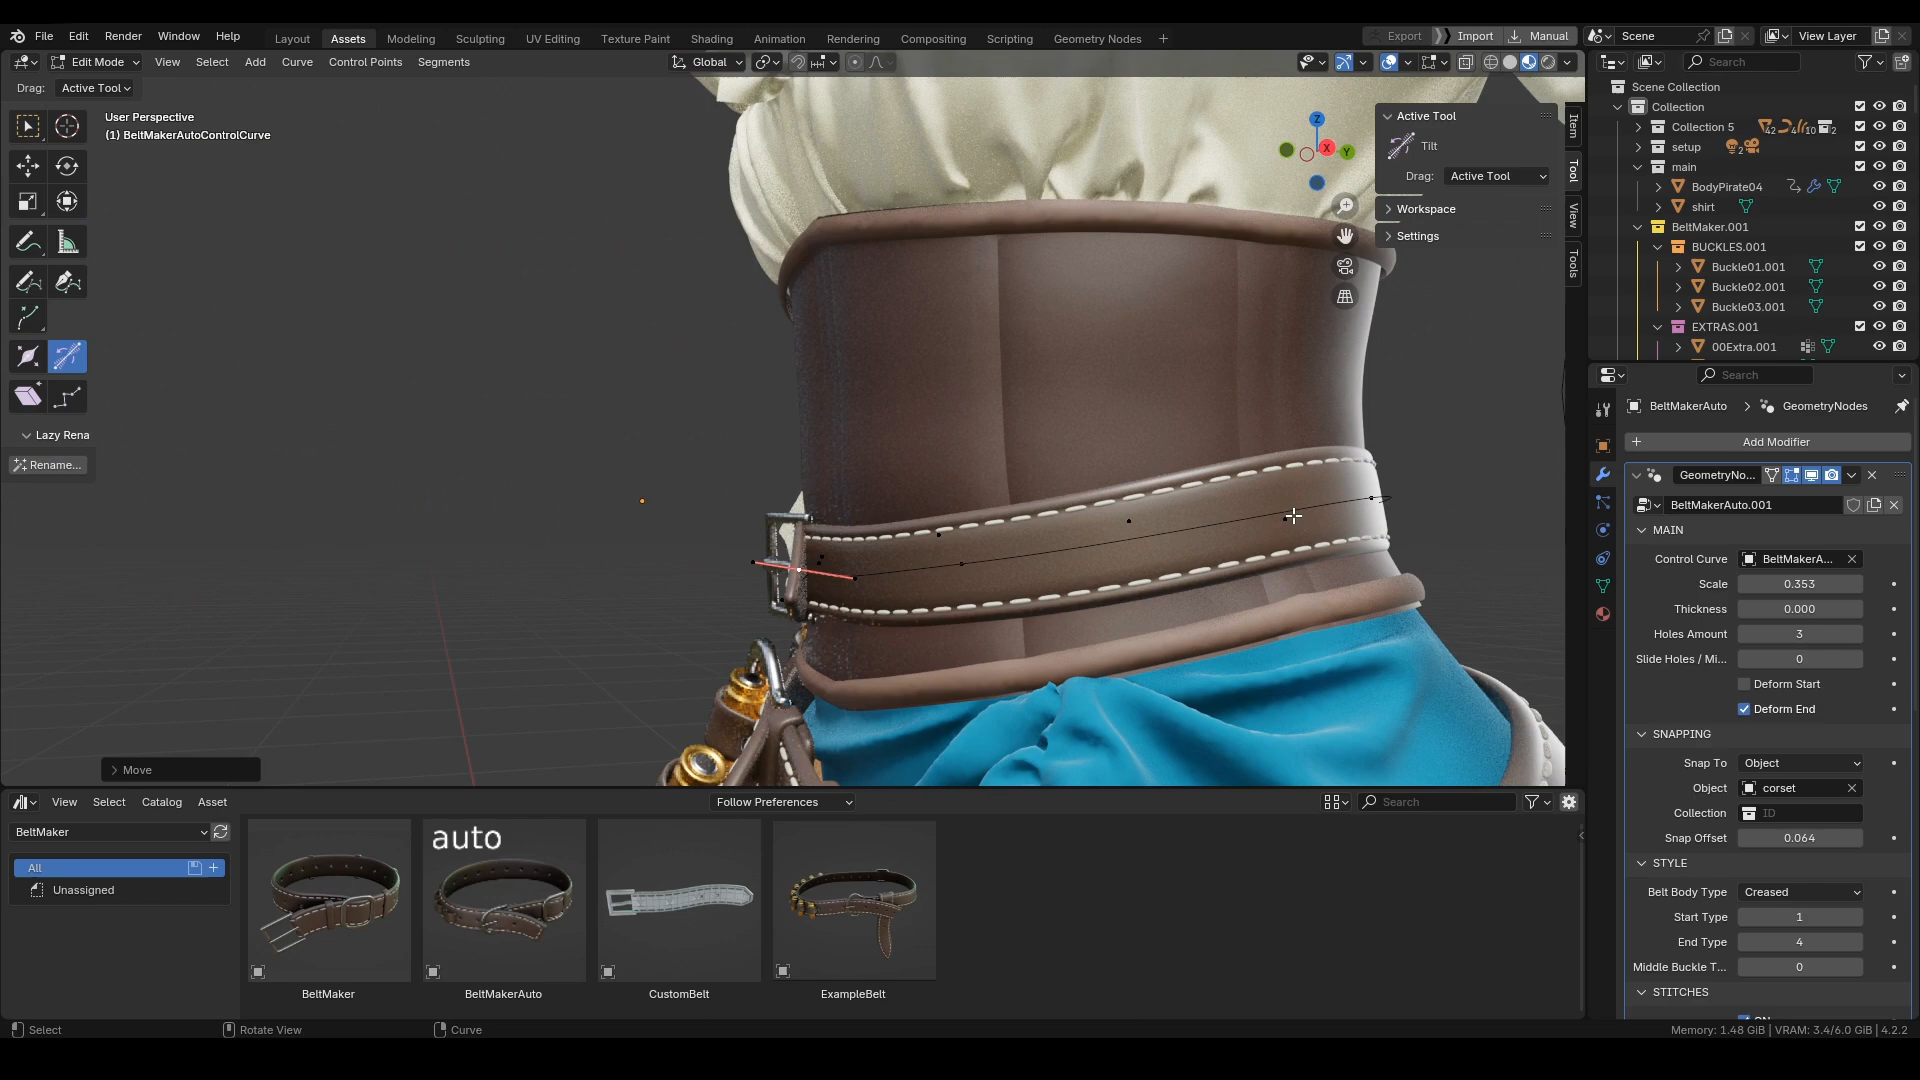 File Edit Render Window Help Layout Assets Modeling Sculpting UV Editing Texture Paint Shading Animation Rendering Compositing Scripting Geometry Nodes Export Import Manual Scene View Layer
Edit Mode View Select Add Curve Control Points Segments Global Search
Drag: Active Tool
User Perspective
(1) BeltMakerAutoControlCurve
Z
X
Y
Active Tool
Tilt
Drag: Active Tool
Workspace
Settings
Item
Tool
View
Tools
Lazy Rena
Rename...
Move
Scene Collection
Collection
Collection 5 42 4 10 2
setup 2
main
BodyPirate04
shirt
BeltMaker.001
BUCKLES.001
Buckle01.001
Buckle02.001
Buckle03.001
EXTRAS.001
00Extra.001
Search
BeltMakerAuto GeometryNodes
Add Modifier
GeometryNo...
BeltMakerAuto.001
MAIN
Control Curve BeltMakerA...
Scale 0.353
Thickness 0.000
Holes Amount 3
Slide Holes / Mi... 0
Deform Start
Deform End
SNAPPING
Snap To Object
Object corset
Collection ID
Snap Offset 0.064
STYLE
Belt Body Type Creased
Start Type 1
End Type 4
Middle Buckle T... 0
STITCHES
View Select Catalog Asset Follow Preferences Search
BeltMaker
All
Unassigned
auto
BeltMaker BeltMakerAuto CustomBelt ExampleBelt
Select Rotate View Curve Memory: 1.48 GiB | VRAM: 3.4/6.0 GiB | 4.2.2